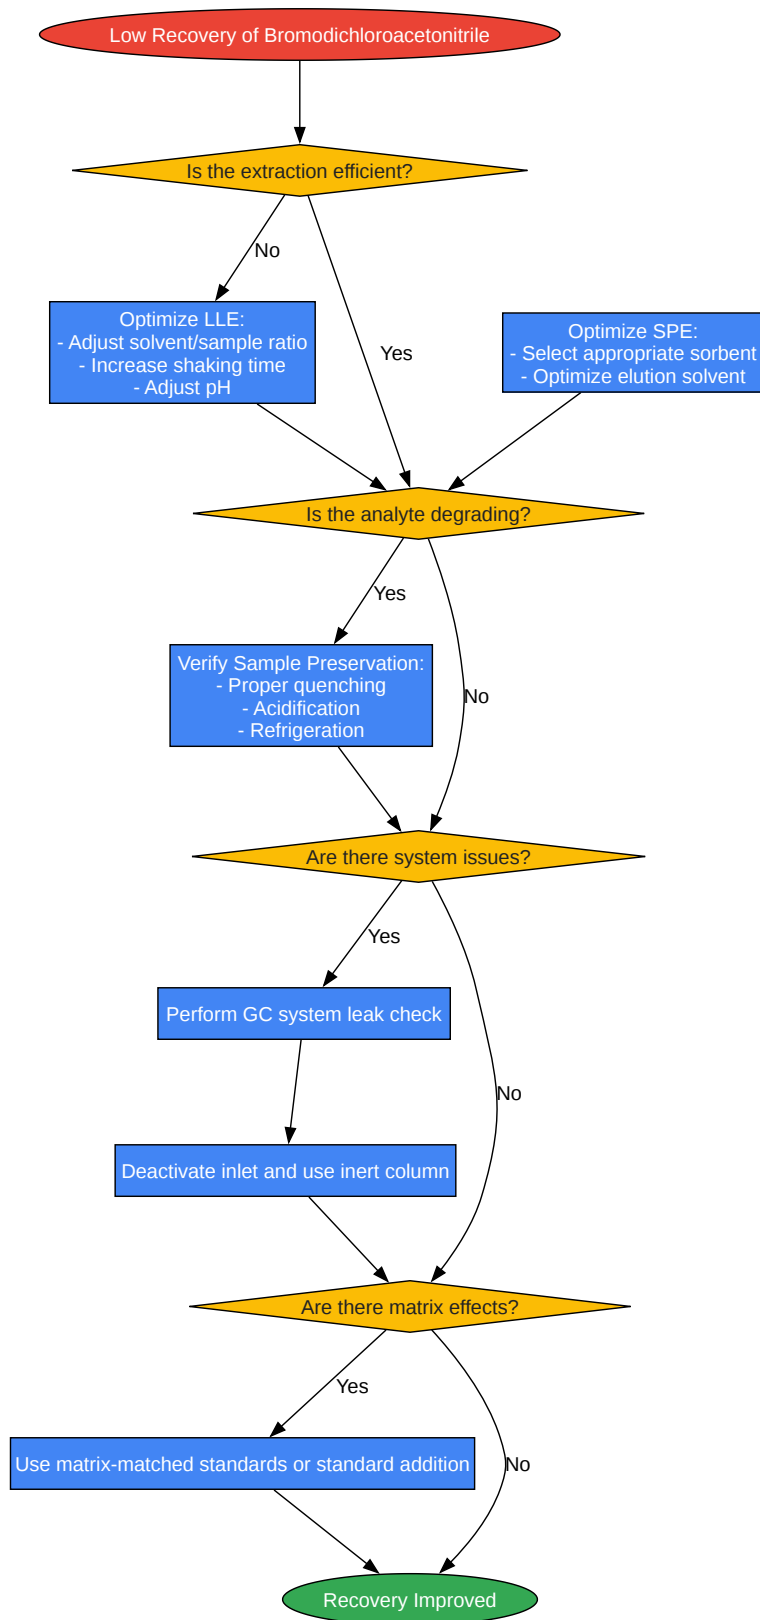 Low Recovery of Bromodichloroacetonitrile
Is the extraction efficient?
No
Optimize LLE:
- Adjust solvent/sample ratio
- Increase shaking time
- Adjust pH
Yes
Optimize SPE:
- Select appropriate sorbent
- Optimize elution solvent
Is the analyte degrading?
Yes
Verify Sample Preservation:
- Proper quenching
- Acidification
- Refrigeration
No
Are there system issues?
Yes
Perform GC system leak check
No
Deactivate inlet and use inert column
Are there matrix effects?
Yes
Use matrix-matched standards or standard addition
No
Recovery Improved